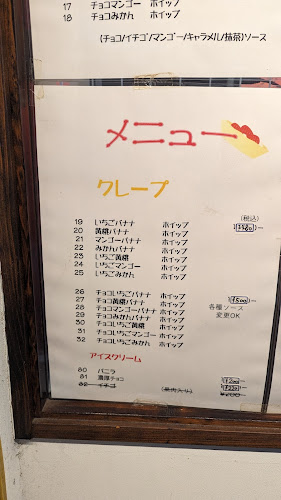 17 チョコマンゴー ホイップ
18 チョコみかん ホイップ
(チョコ/イチゴ/マンゴー/キャラメル/抹茶)ソース
メニュー
クレープ
(税込)
19 いちごバナナ ホイップ
20 黄桃バナナ ホイップ
21 マンゴーバナナ ホイップ
22 みかんバナナ ホイップ
23 いちご黄桃 ホイップ
24 いちごマンゴー ホイップ
25 いちごみかん ホイップ
26 チョコいちごバナナ ホイップ
27 チョコ黄桃バナナ ホイップ
28 チョコマンゴーバナナ ホイップ
29 チョコみかんバナナ ホイップ
30 チョコいちご黄桃 ホイップ
31 チョコいちごマンゴー ホイップ
32 チョコいちごみかん ホイップ
各種ソース
変更OK
アイスクリーム
80 バニラ
81 濃厚チョコ
82 イチゴ (果肉入り)